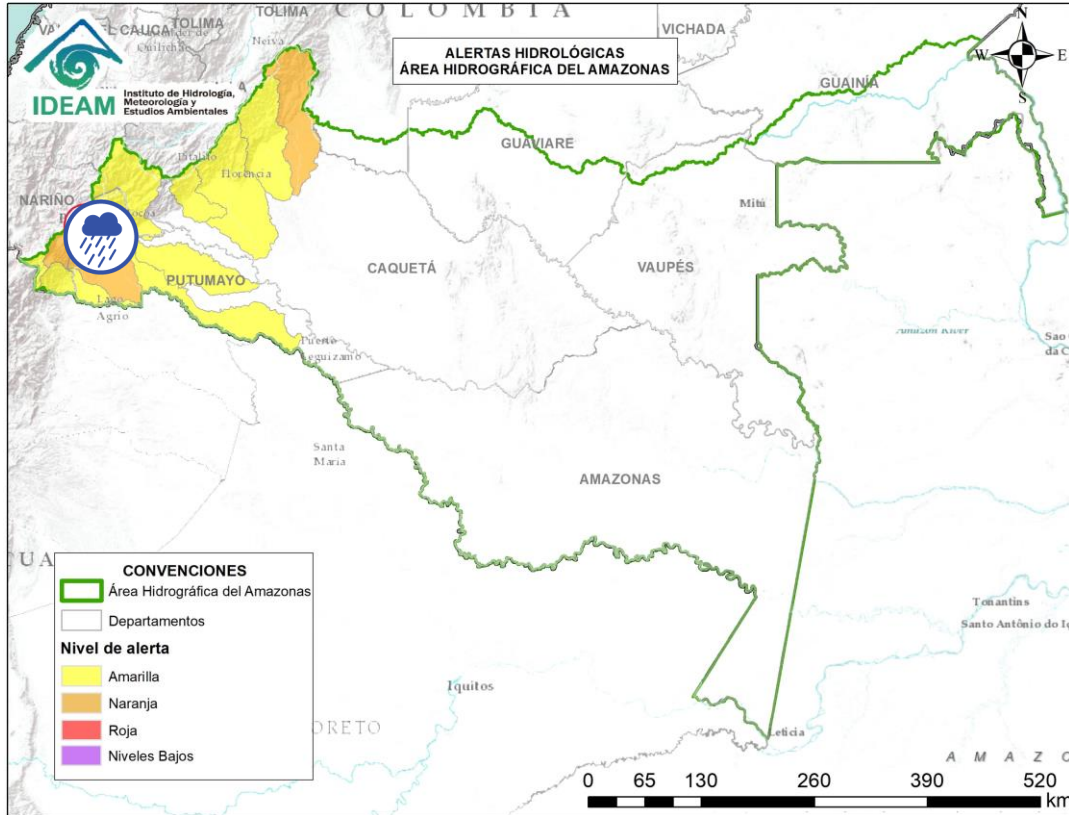 COLOMBIA
TOLIMA
TOLIMA
VICHADA
Neiva
IDEAM
Instituto de Hidrología,
Meteorología y
Estudios Ambientales
ALERTAS HIDROLÓGICAS
ÁREA HIDROGRÁFICA DEL AMAZONAS
N
W
E
S
GUAINÍA
GUAVIARE
Pitalito
Florencia
NARIÑO
Mitú
CAQUETÁ
VAUPÉS
PUTUMAYO
Lago
Agrio
Puerto
Leguizamo
Amazon River
Santa
Maria
AMAZONAS
CONVENCIONES
Área Hidrográfica del Amazonas
Departamentos
Nivel de alerta
Amarilla
Naranja
Roja
Niveles Bajos
Iquitos
ORETO
Tonantins
Santo Antônio do
Leticia
AMAZO
0 65 130 260 390 520
km